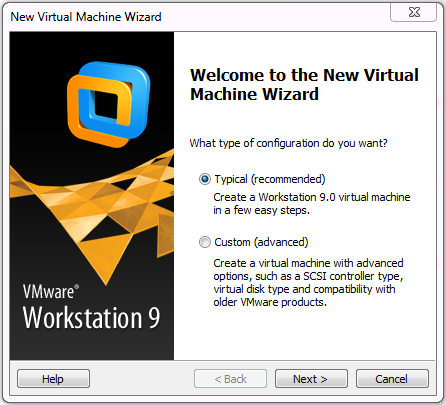 New Virtual Machine Wizard
Welcome to the New Virtual
Machine Wizard
What type of configuration do you want?
Typical (recommended)
Create a Workstation 9.0 virtual machine
in a few easy steps.
Custom (advanced)
Create a virtual machine with advanced
options, such as a SCSI controller type,
virtual disk type and compatibility with
older VMware products.
VMware®
Workstation 9
Help
< Back
Next >
Cancel